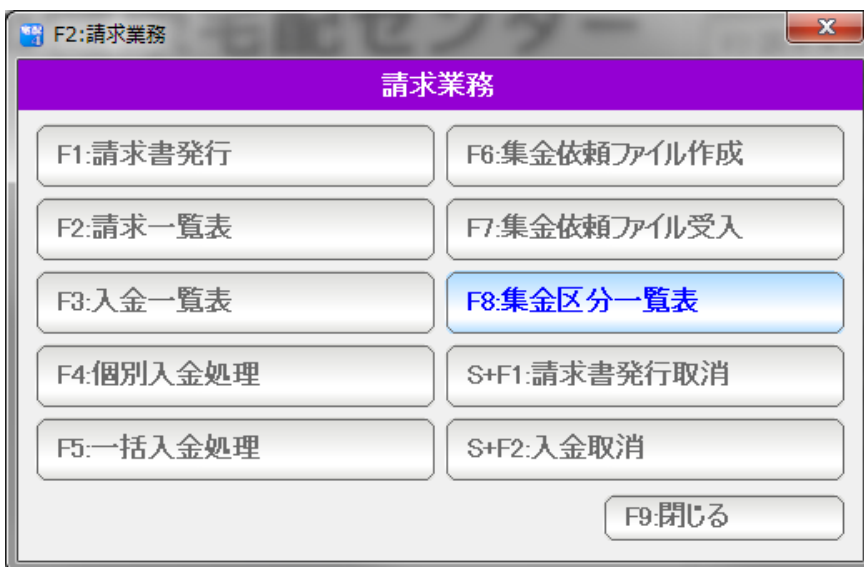 F2:請求業務
請求業務
F1:請求書発行
F2:請求一覧表
F3:入金一覧表
F4:個別入金処理
F5:一括入金処理
F6:集金依頼ファイル作成
F7:集金依頼ファイル受入
F8:集金区分一覧表
S+F1:請求書発行取消
S+F2:入金取消
F9:閉じる